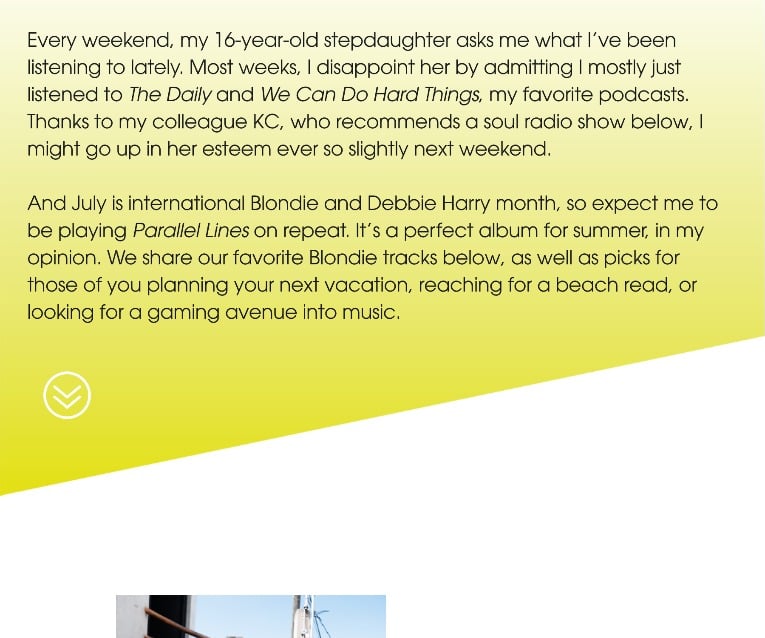 Every weekend, my 16-year-old stepdaughter asks me what I've been
listening to lately. Most weeks, I disappoint her by admitting I mostly just
listened to The Daily and We Can Do Hard Things, my favorite podcasts.
Thanks to my colleague KC, who recommends a soul radio show below, I
might go up in her esteem ever so slightly next weekend.
And July is international Blondie and Debbie Harry month, so expect me to
be playing Parallel Lines on repeat. It's a perfect album for summer, in my
opinion. We share our favorite Blondie tracks below, as well as picks for
those of you planning your next vacation, reaching for a beach read, or
looking for a gaming avenue into music.